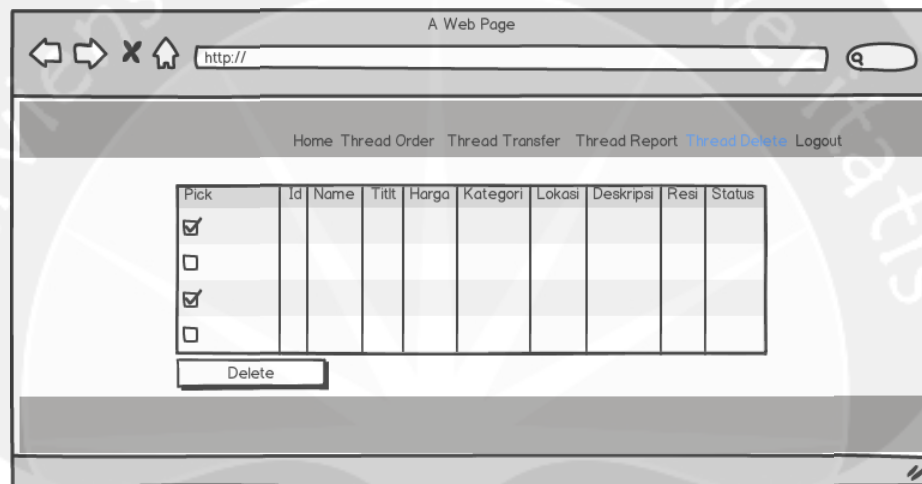 A Web Page
http://
Home Thread Order Thread Transfer Thread Report Thread Delete Logout
Pick Id Name Titlt Harga Kategori Lokasi Deskripsi Resi Status
Delete